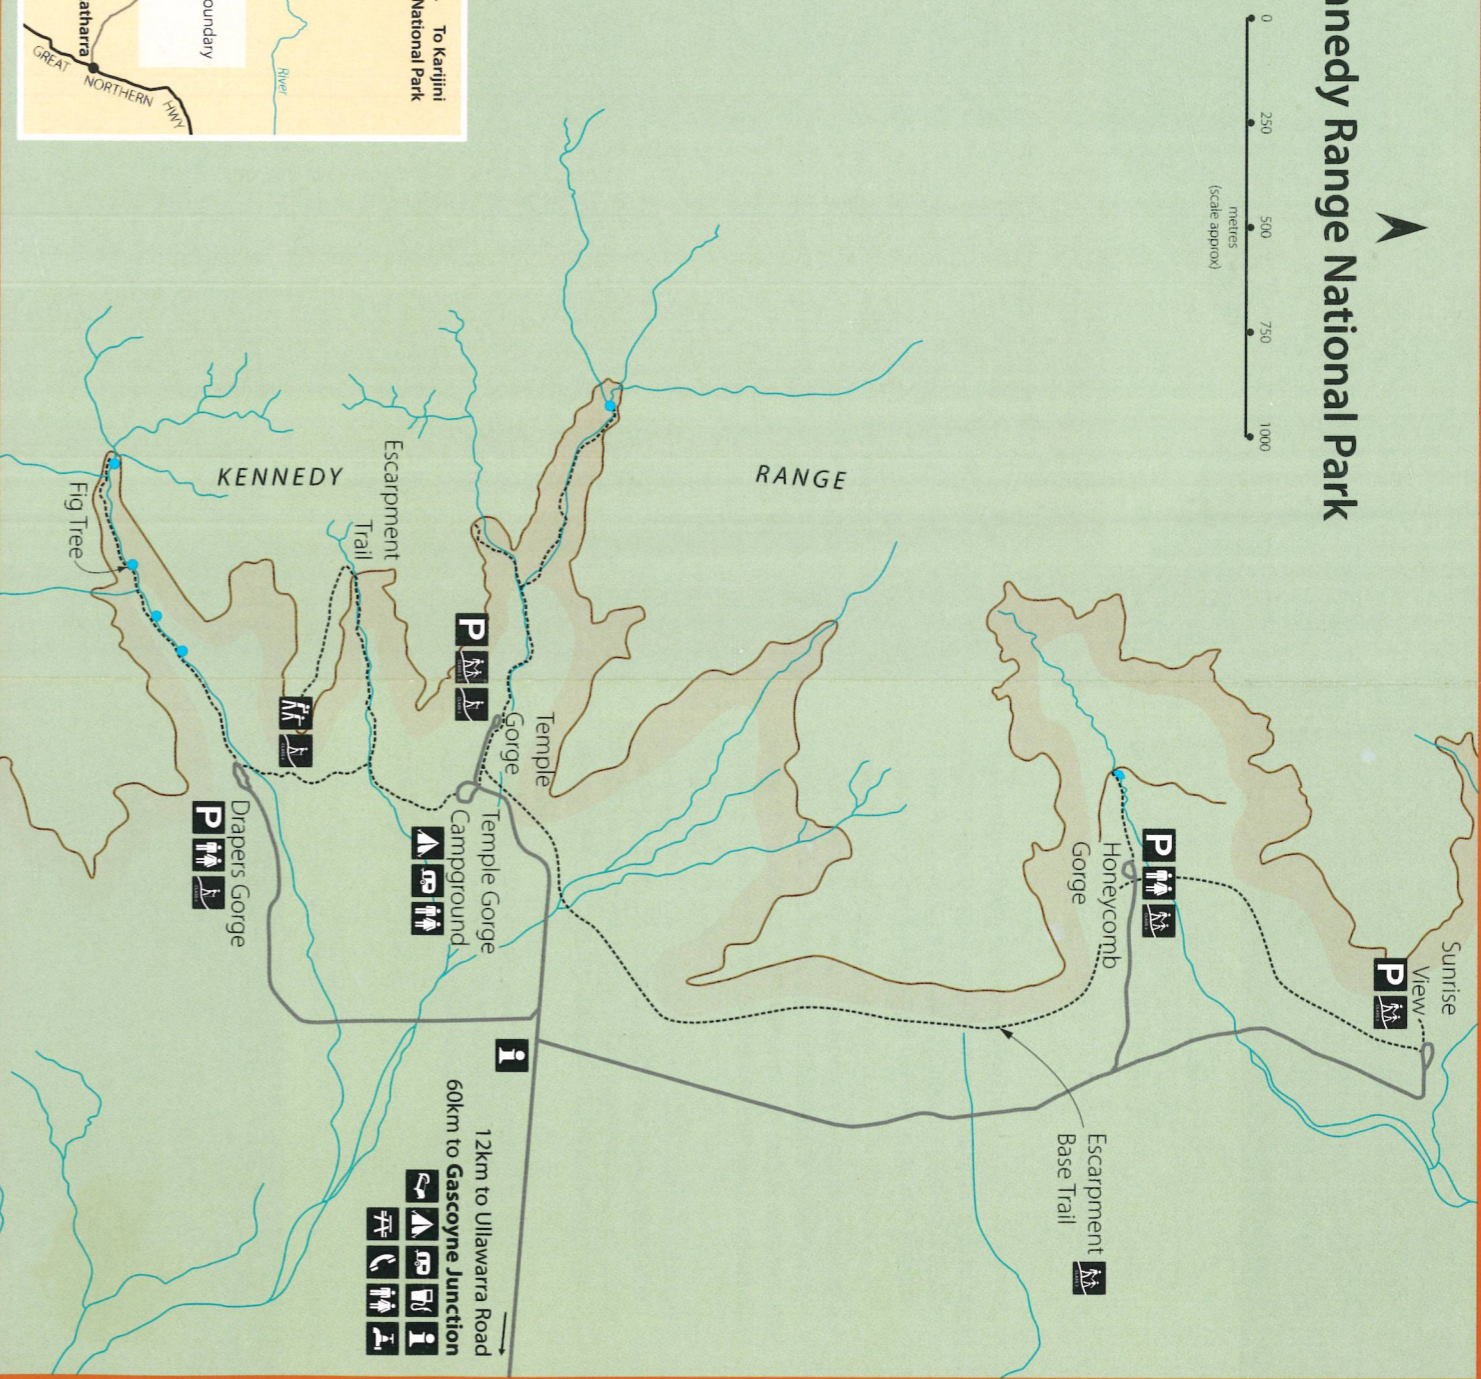 nnedy Range National Park
0
250
500
750
1000
metres
(scale approx)
To Karijini
National Park
River
oundary
atharra
GREAT NORTHERN HWY
Sunrise
View
P
Honeycomb
Gorge
P
Escarpment
Base Trail
RANGE
KENNEDY
Temple
Gorge
P
Temple Gorge
Campground
Escarpment
Trail
Fig Tree
Drapers Gorge
P
i
12km to Ullawarra Road
60km to Gascoyne Junction
i